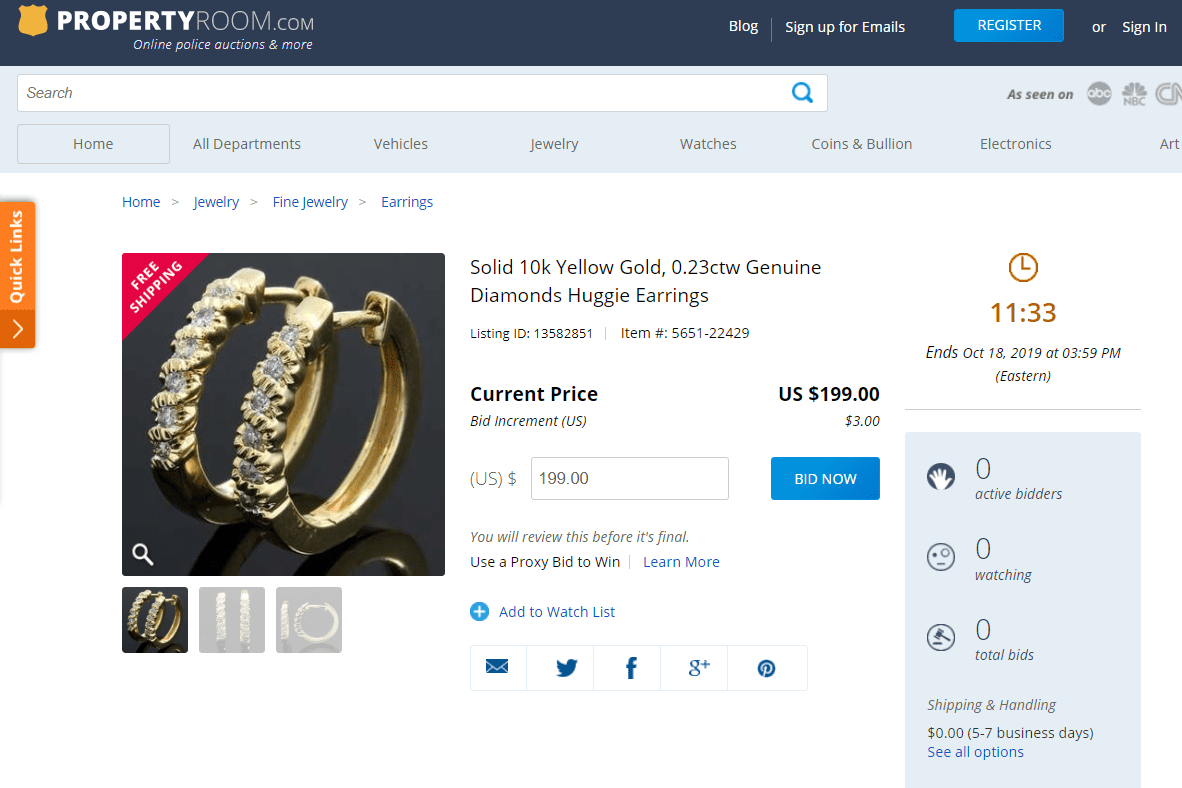 PROPERTYROOM.COM
Online police auctions & more
Blog
Sign up for Emails
REGISTER
or
Sign In
Search
As seen on
abc
NBC
CN
Home
All Departments
Vehicles
Jewelry
Watches
Coins & Bullion
Electronics
Art
Quick Links
Home > Jewelry > Fine Jewelry > Earrings
FREE
SHIPPING
Solid 10k Yellow Gold, 0.23ctw Genuine
Diamonds Huggie Earrings
Listing ID: 13582851
Item #: 5651-22429
Current Price
US $199.00
Bid Increment (US)
$3.00
(US) $
199.00
BID NOW
You will review this before it's final.
Use a Proxy Bid to Win
Learn More
Add to Watch List
g+
11:33
Ends Oct 18, 2019 at 03:59 PM
(Eastern)
0
active bidders
0
watching
0
total bids
Shipping & Handling
$0.00 (5-7 business days)
See all options